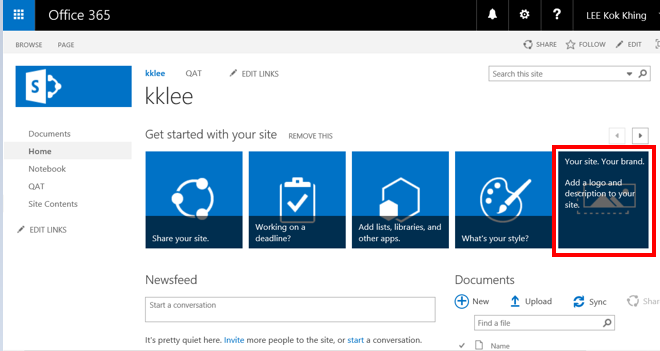 Office 365
LEE Kok Khing
BROWSE PAGE
SHARE FOLLOW EDIT
kklee QAT EDIT LINKS
Search this site
kklee
Documents
Home
Notebook
QAT
Site Contents
EDIT LINKS
Get started with your site REMOVE THIS
Share your site.
Working on a
deadline?
Add lists, libraries, and
other apps.
What's your style?
Your site. Your brand.
Add a logo and
description to your
site.
Newsfeed
Start a conversation
It's pretty quiet here. Invite more people to the site, or start a conversation.
Documents
New Upload Sync Shar
Find a file
Name